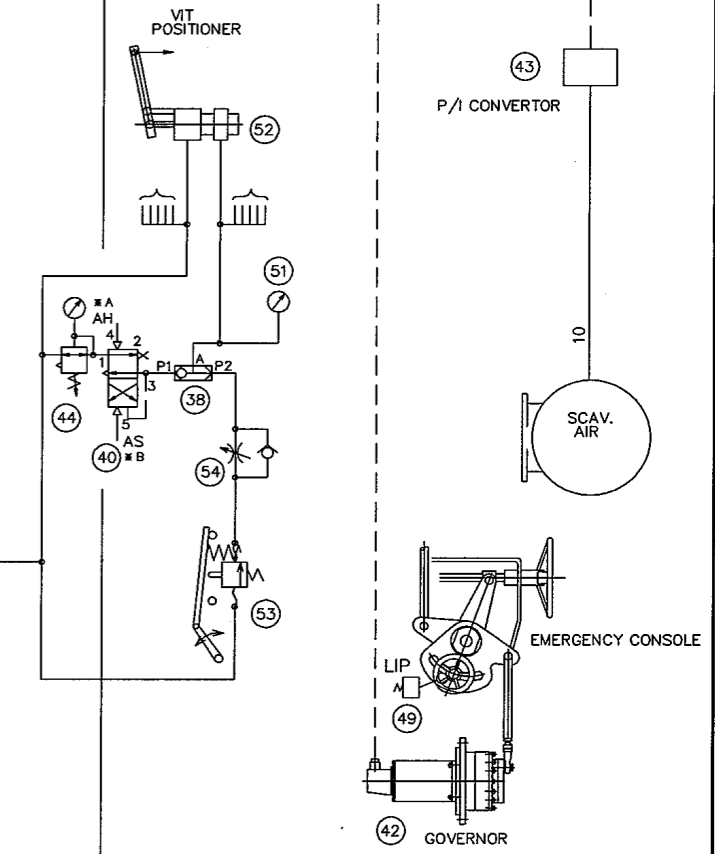 VIT
POSITIONER
52
43
P/I CONVERTOR
51
*A
AH
4
2
1
3
P1
A
P2
38
44
5
AS
40
*B
54
10
SCAV.
AIR
53
EMERGENCY CONSOLE
LIP
49
42
GOVERNOR